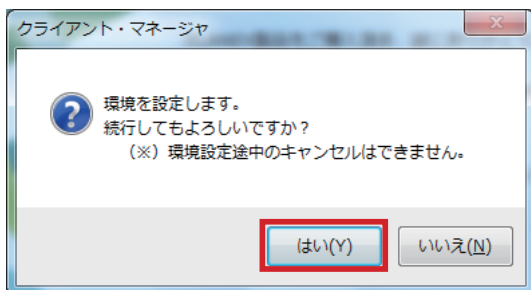 クライアント・マネージャ
環境を設定します。
続行してもよろしいですか？
（※）環境設定途中のキャンセルはできません。
はい(Y)
いいえ(N)